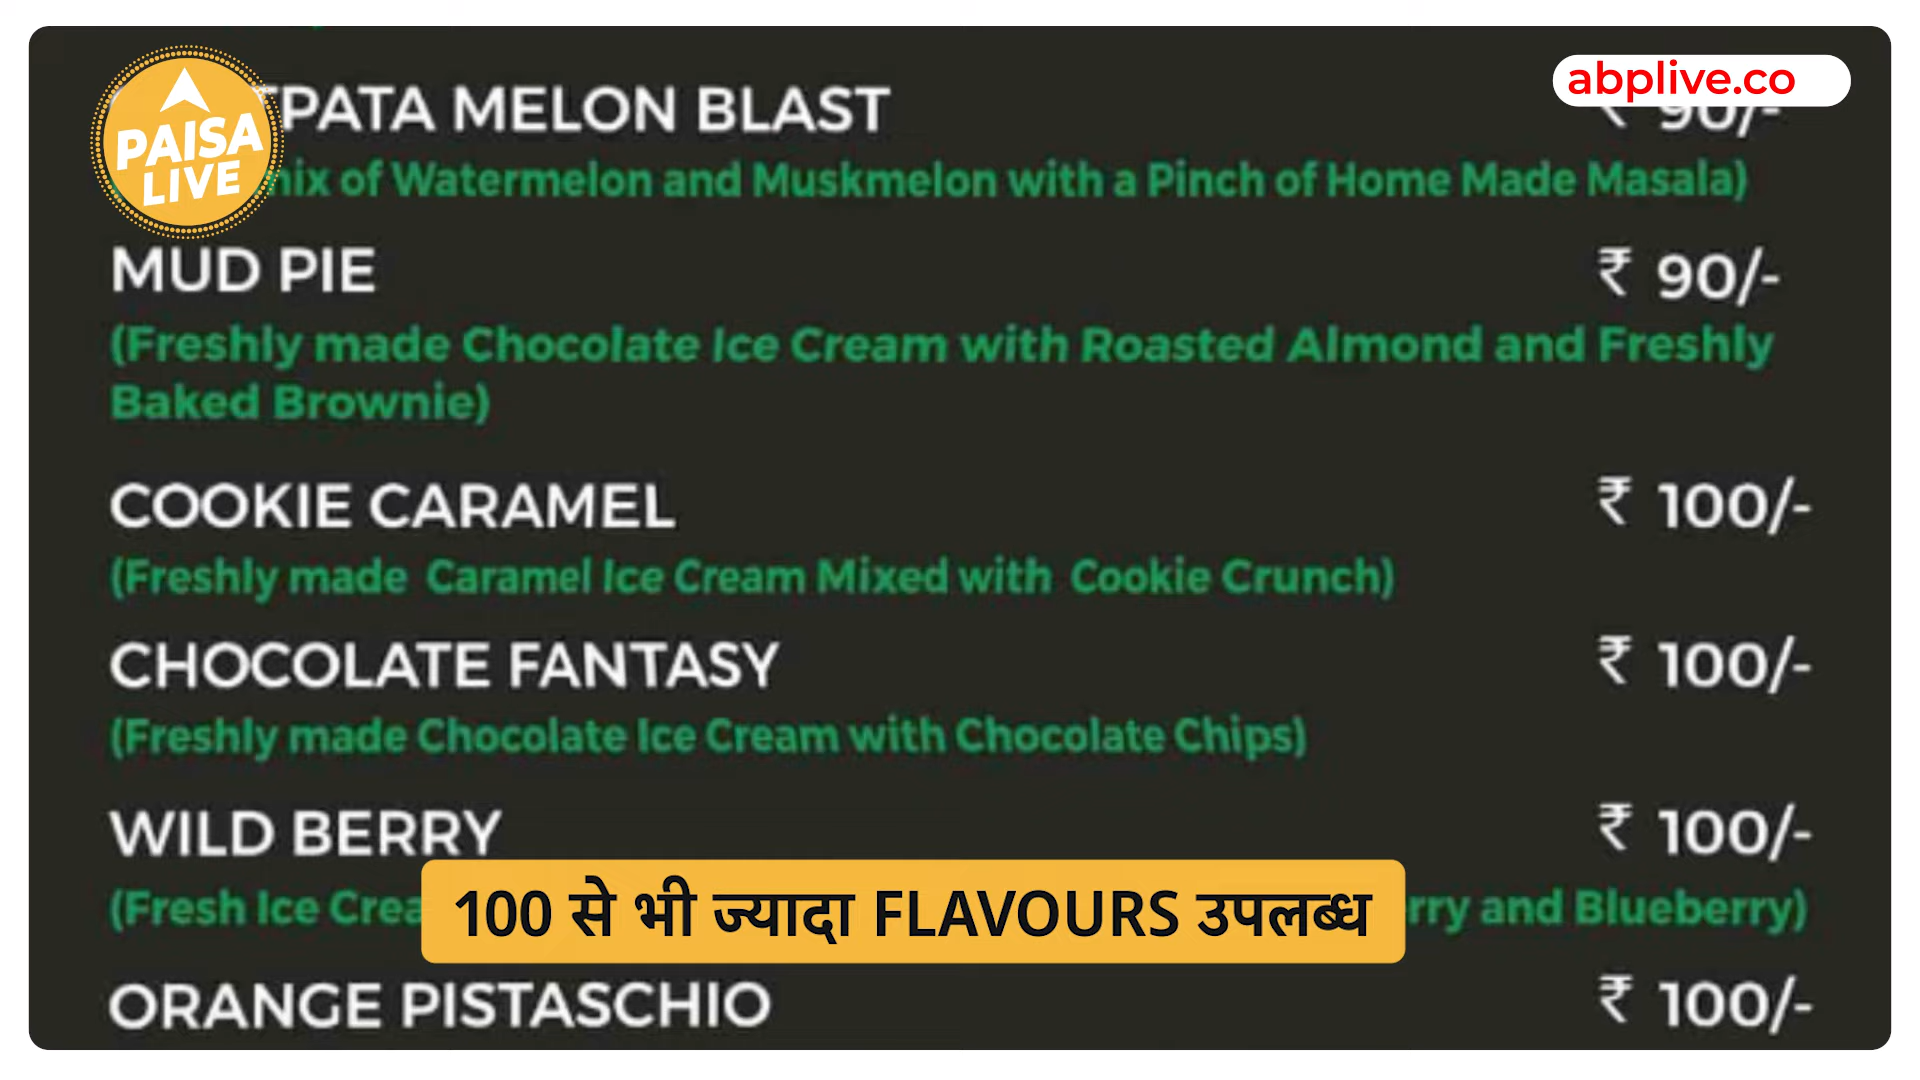 abplive.co
PAISA
LIVE
PATA MELON BLAST ₹ 90/-
of Watermelon and Muskmelon with a Pinch of Home Made Masala)
MUD PIE ₹ 90/-
(Freshly made Chocolate Ice Cream with Roasted Almond and Freshly
Baked Brownie)
COOKIE CARAMEL ₹ 100/-
(Freshly made Caramel Ice Cream Mixed with Cookie Crunch)
CHOCOLATE FANTASY ₹ 100/-
(Freshly made Chocolate Ice Cream with Chocolate Chips)
WILD BERRY ₹ 100/-
(Fresh Ice and Blueberry)
100 से भी ज्यादा FLAVOURS उपलब्ध
ORANGE PISTASCHIO ₹ 100/-